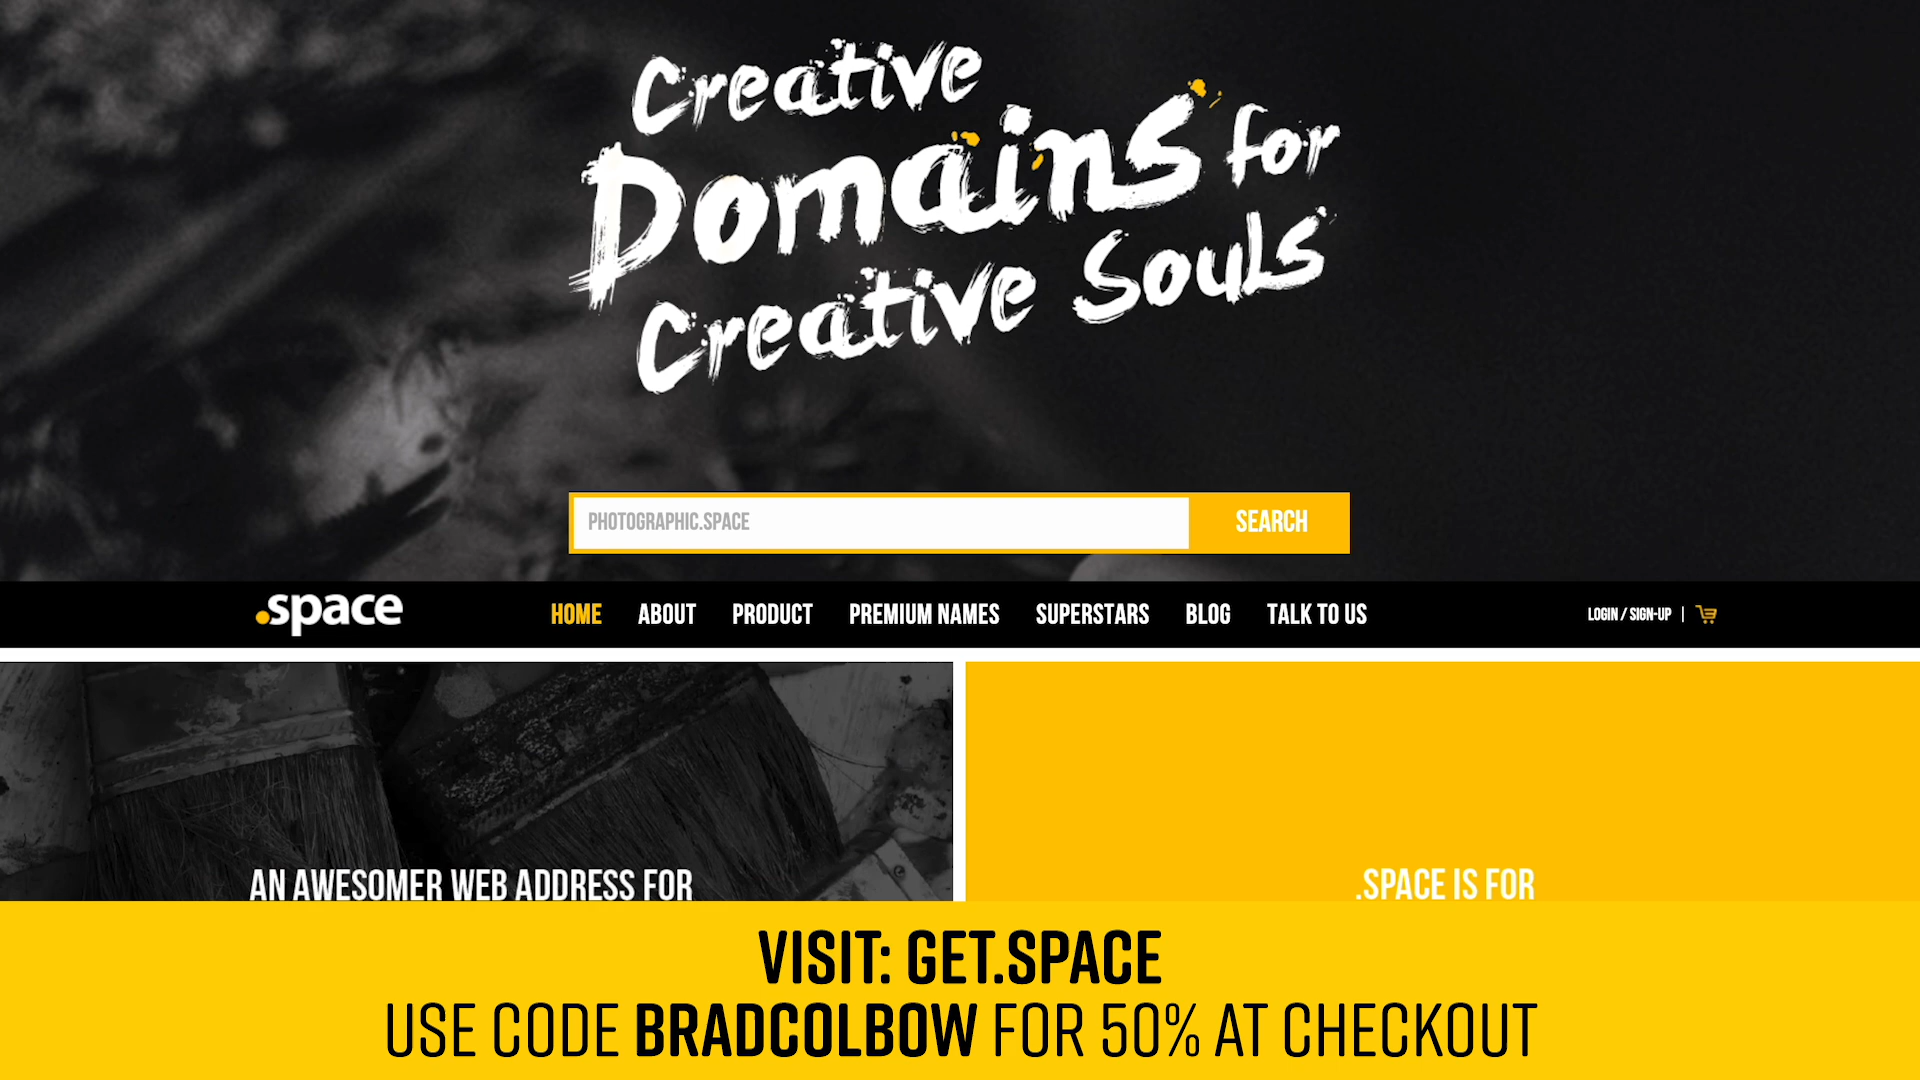 Creative
Domains for
Creative Souls
PHOTOGRAPHIC.SPACE
SEARCH
.space
HOME
ABOUT
PRODUCT
PREMIUM NAMES
SUPERSTARS
BLOG
TALK TO US
LOGIN / SIGN-UP |
AN AWESOMER WEB ADDRESS FOR
.SPACE IS FOR
VISIT: GET.SPACE
USE CODE BRADCOLBOW FOR 50% AT CHECKOUT